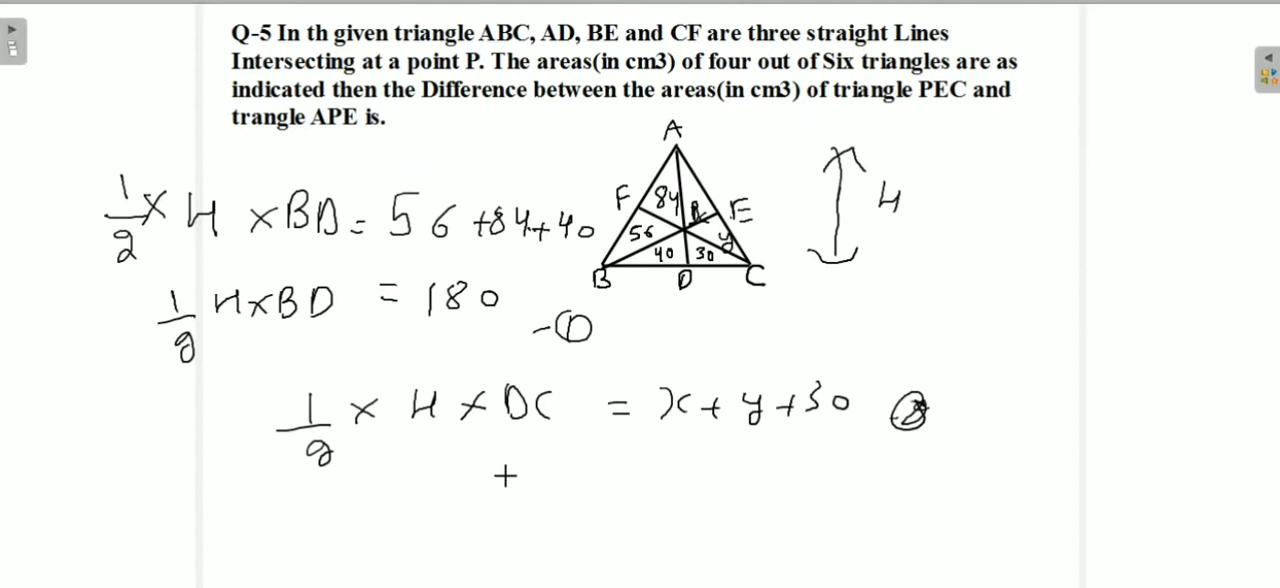 Q-5 In th given triangle ABC, AD, BE and CF are three straight Lines
Intersecting at a point P. The areas(in cm3) of four out of Six triangles are as
indicated then the Difference between the areas(in cm3) of triangle PEC and
trangle APE is.
A
F 84 x E
56 y
40 30
B D C
H
1/2 × H × BD = 56 + 84 + 40
1/2 H × BD = 180 - ①
1/2 × H × DC = x + y + 30 ②
+